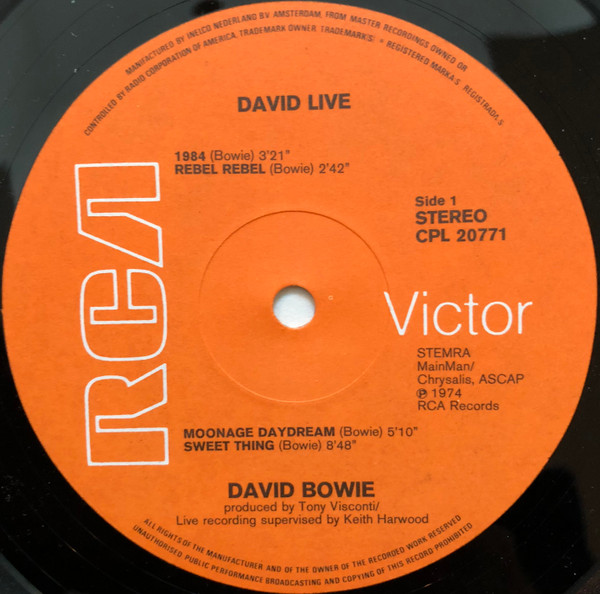 MANUFACTURED BY INELCO NEDERLAND B.V. AMSTERDAM, FROM MASTER RECORDINGS OWNED OR
CONTROLLED BY RADIO CORPORATION OF AMERICA, TRADEMARK OWNER. TRADEMARK(S) ® REGISTERED MARKA·S REGISTRADA·S
DAVID LIVE
1984 (Bowie) 3'21"
REBEL REBEL (Bowie) 2'42"
Side 1
STEREO
CPL 20771
RCA
Victor
STEMRA
MainMan/
Chrysalis, ASCAP
℗ 1974
RCA Records
MOONAGE DAYDREAM (Bowie) 5'10"
SWEET THING (Bowie) 8'48"
DAVID BOWIE
produced by Tony Visconti/
Live recording supervised by Keith Harwood
ALL RIGHTS OF THE MANUFACTURER AND OF THE OWNER OF THE RECORDED WORK RESERVED
UNAUTHORISED PUBLIC PERFORMANCE BROADCASTING AND COPYING OF THIS RECORD PROHIBITED